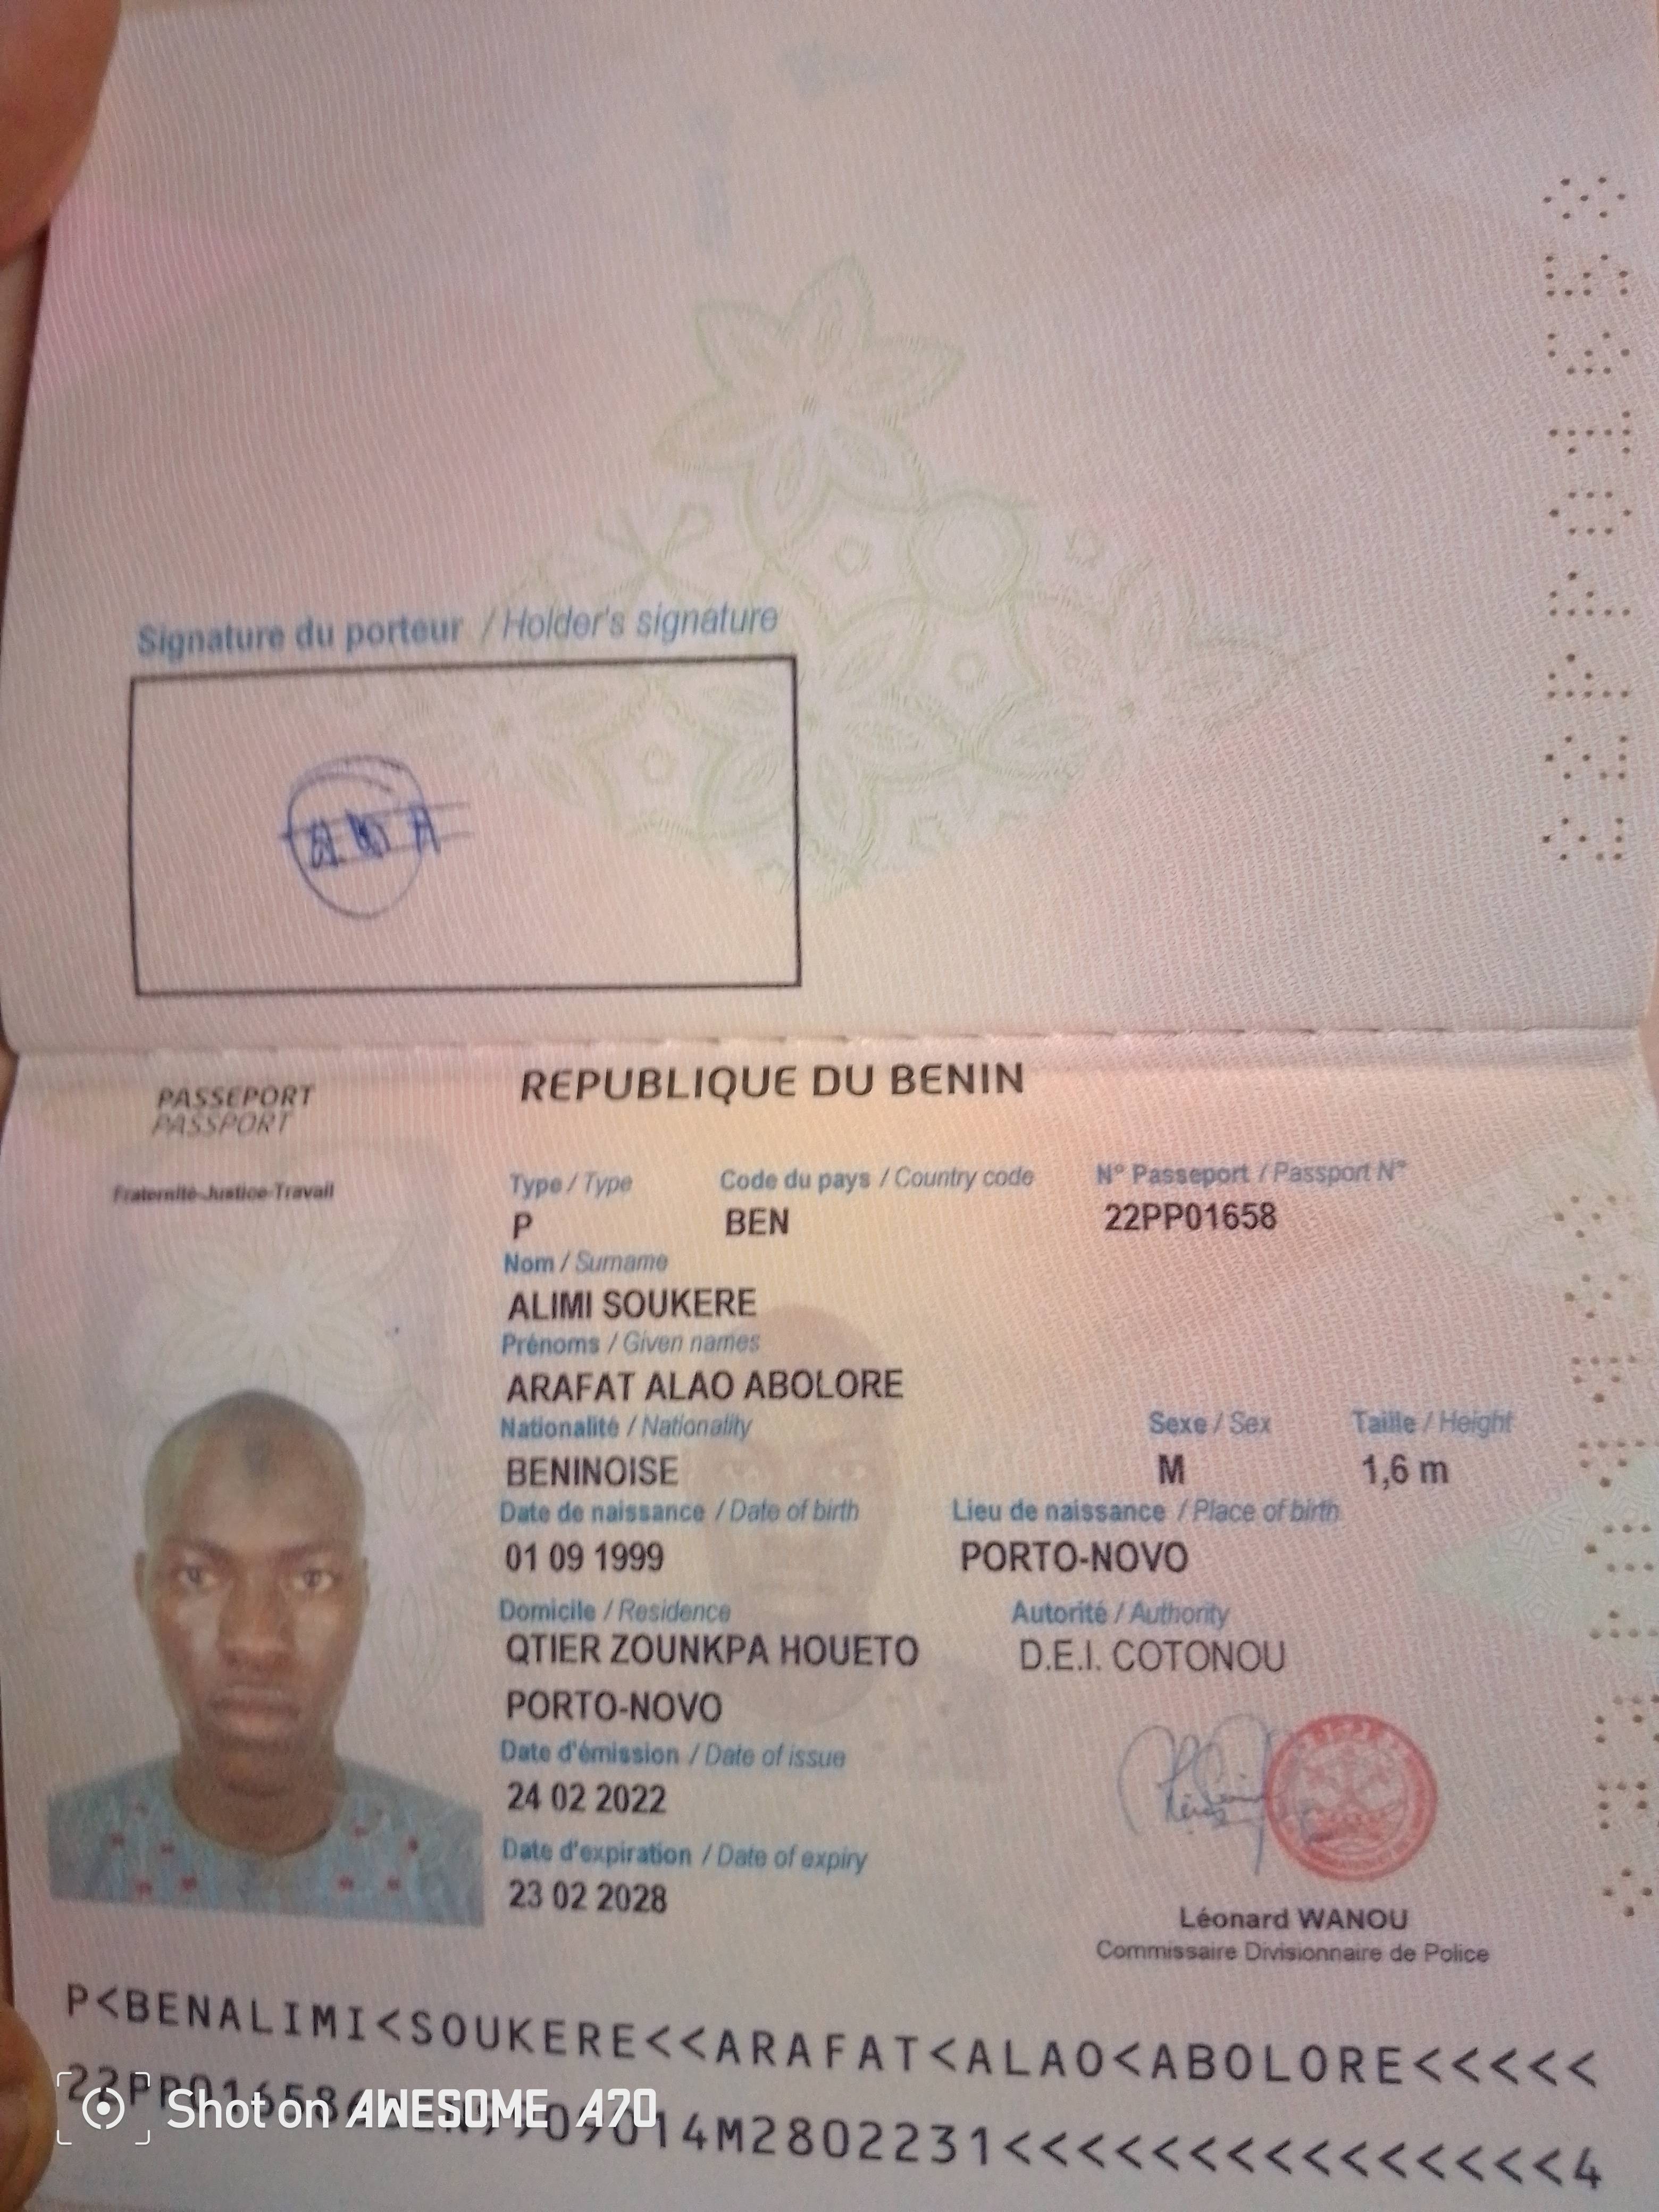 Signature du porteur / Holder's signature
PASSEPORT
PASSPORT
REPUBLIQUE DU BENIN
Fraternité-Justice-Travail
Type / Type
Code du pays / Country code
N° Passeport / Passport N°
P
BEN
22PP01658
Nom / Surname
ALIMI SOUKERE
Prénoms / Given names
ARAFAT ALAO ABOLORE
Nationalité / Nationality
Sexe / Sex
Taille / Height
BENINOISE
M
1,6 m
Date de naissance / Date of birth
Lieu de naissance / Place of birth
01 09 1999
PORTO-NOVO
Domicile / Residence
Autorité / Authority
QTIER ZOUNKPA HOUETO
D.E.I. COTONOU
PORTO-NOVO
Date d'émission / Date of issue
24 02 2022
Date d'expiration / Date of expiry
23 02 2028
Léonard WANOU
Commissaire Divisionnaire de Police
P<BENALIMI<SOUKERE<<ARAFAT<ALAO<ABOLORE<<<<<
Shot on AWESOME A70